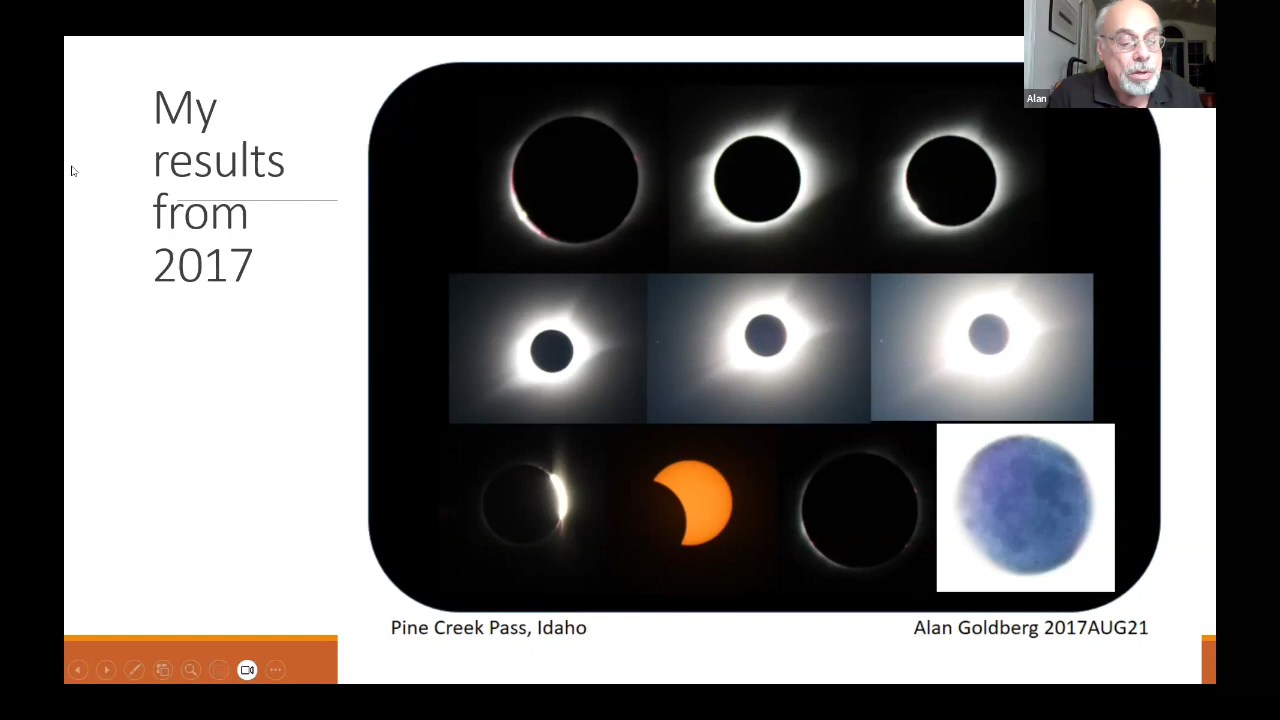 My
results
from
2017
Alan
Pine Creek Pass, Idaho
Alan Goldberg 2017AUG21